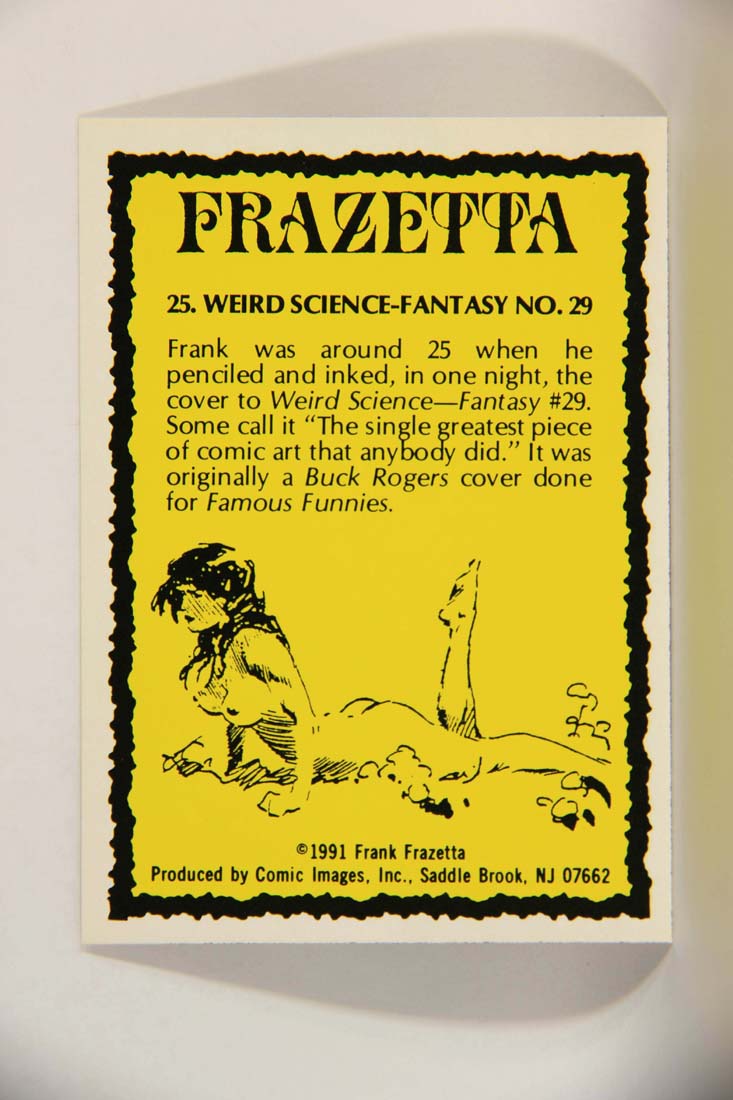 FRAZETTA
25. WEIRD SCIENCE-FANTASY NO. 29
Frank was around 25 when he
penciled and inked, in one night, the
cover to Weird Science—Fantasy #29.
Some call it “The single greatest piece
of comic art that anybody did.” It was
originally a Buck Rogers cover done
for Famous Funnies.
©1991 Frank Frazetta
Produced by Comic Images, Inc., Saddle Brook, NJ 07662